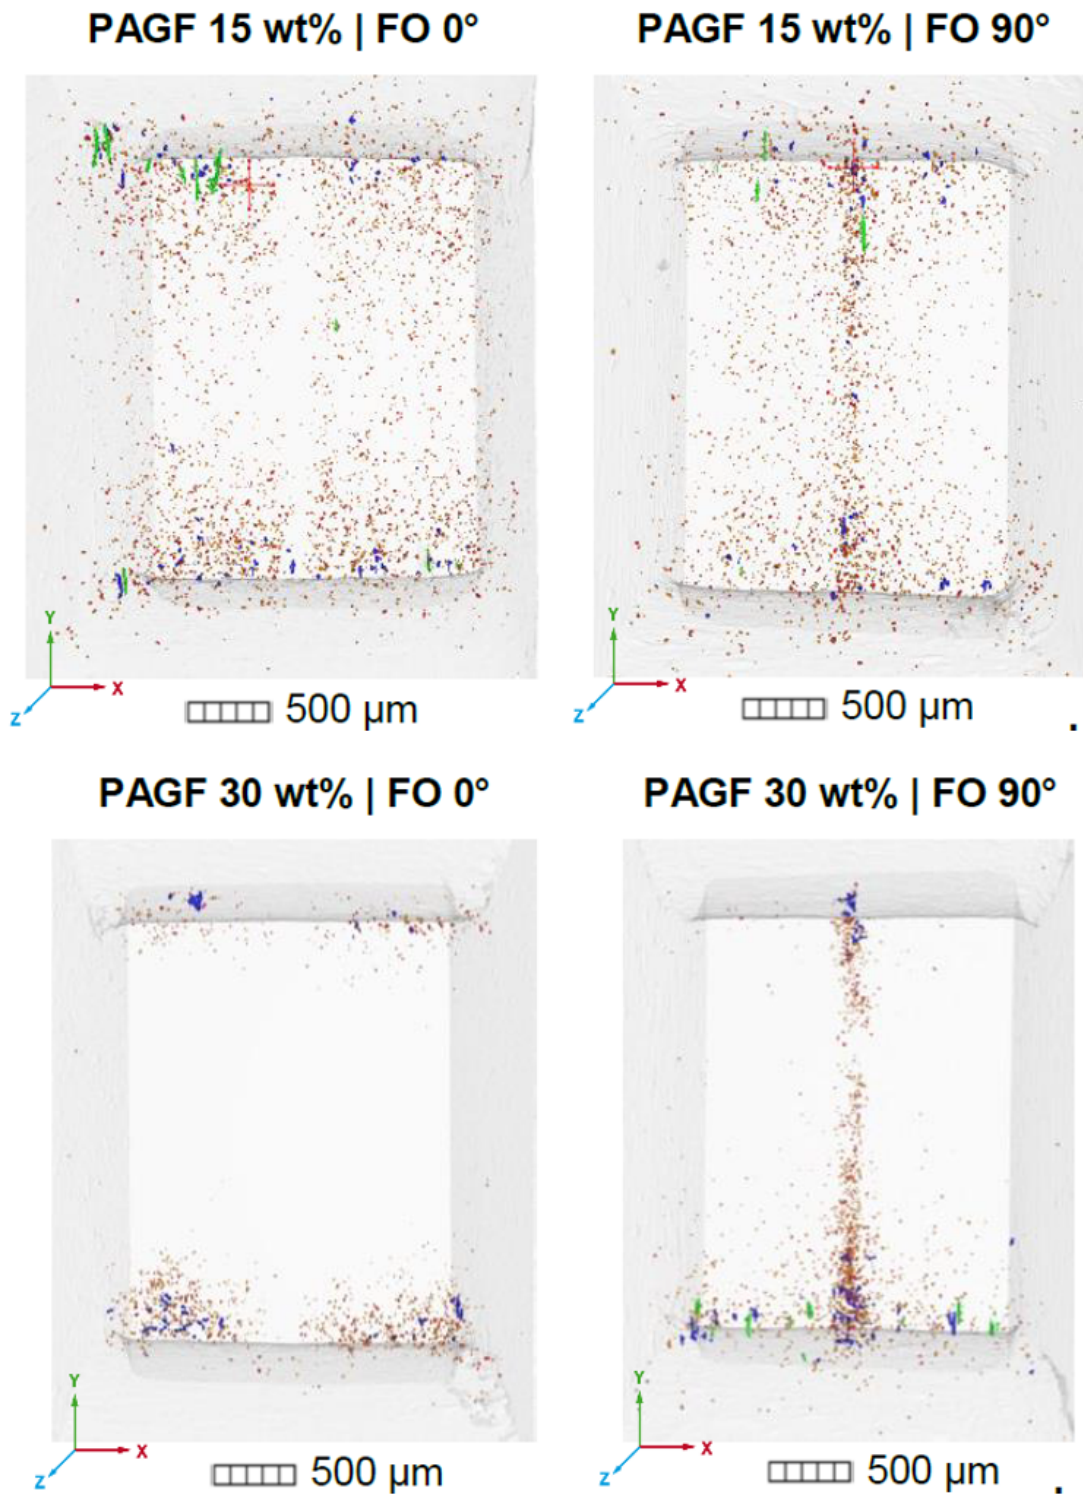 PAGF 15 wt% | FO 0°
PAGF 15 wt% | FO 90°
Y
X
Z
500 µm
Y
X
Z
500 µm
.
PAGF 30 wt% | FO 0°
PAGF 30 wt% | FO 90°
Y
X
Z
500 µm
Y
X
Z
500 µm
.